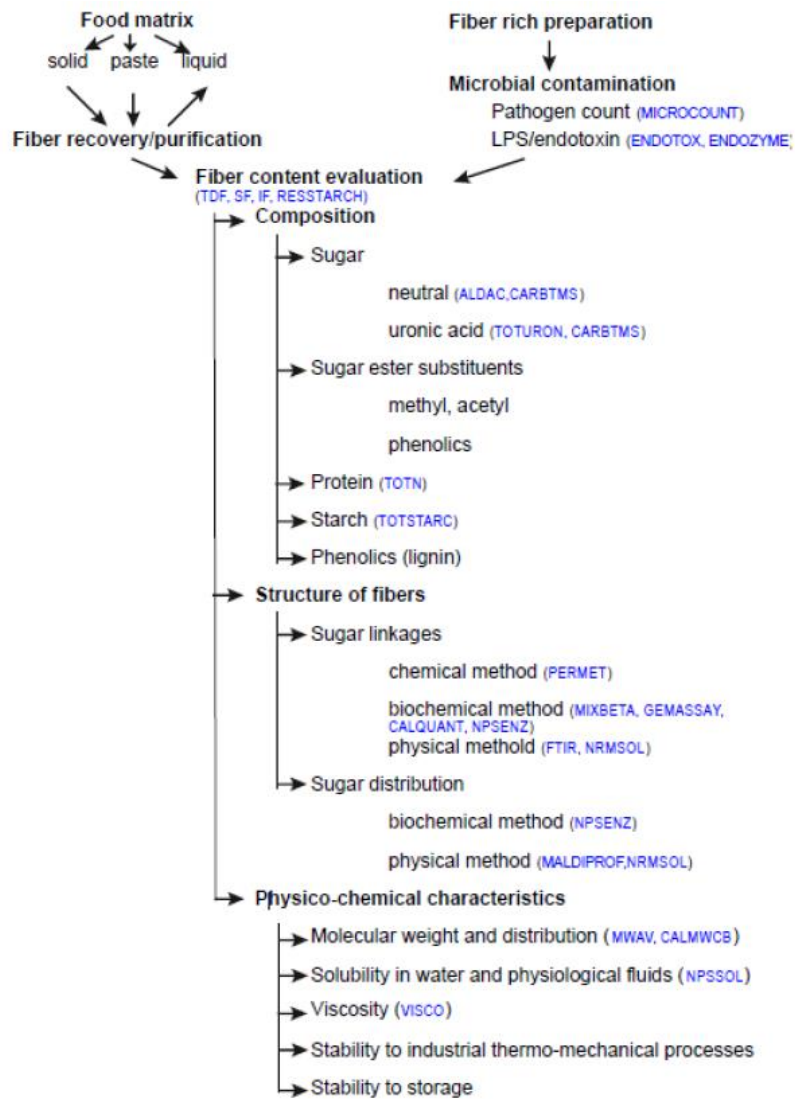 Food matrix
solid paste liquid
Fiber recovery/purification
Fiber rich preparation
Microbial contamination
Pathogen count (MICROCOUNT)
LPS/endotoxin (ENDOTOX, ENDOZYME)
Fiber content evaluation
(TDF, SF, IF, RESSTARCH)
Composition
Sugar
neutral (ALDAC,CARBTMS)
uronic acid (TOTURON, CARBTMS)
Sugar ester substituents
methyl, acetyl
phenolics
Protein (TOTN)
Starch (TOTSTARC)
Phenolics (lignin)
Structure of fibers
Sugar linkages
chemical method (PERMET)
biochemical method (MIXBETA, GEMASSAY,
CALQUANT, NPSENZ)
physical methold (FTIR, NRMSOL)
Sugar distribution
biochemical method (NPSENZ)
physical method (MALDIPROF,NRMSOL)
Physico-chemical characteristics
Molecular weight and distribution (MWAV, CALMWCB)
Solubility in water and physiological fluids (NPSSOL)
Viscosity (VISCO)
Stability to industrial thermo-mechanical processes
Stability to storage